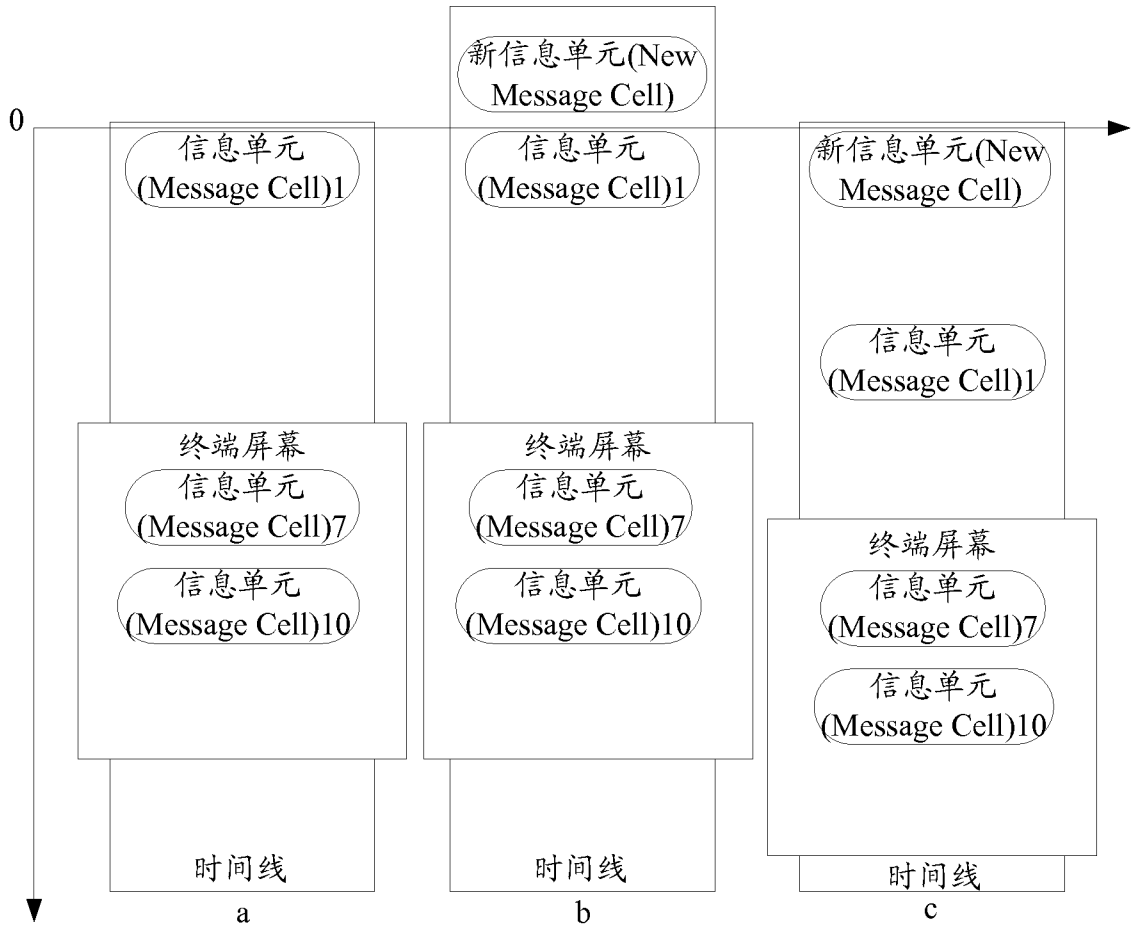 0
信息单元
(Message Cell)1
终端屏幕
信息单元
(Message Cell)7
信息单元
(Message Cell)10
时间线
a
新信息单元(New
Message Cell)
信息单元
(Message Cell)1
终端屏幕
信息单元
(Message Cell)7
信息单元
(Message Cell)10
时间线
b
新信息单元(New
Message Cell)
信息单元
(Message Cell)1
终端屏幕
信息单元
(Message Cell)7
信息单元
(Message Cell)10
时间线
c